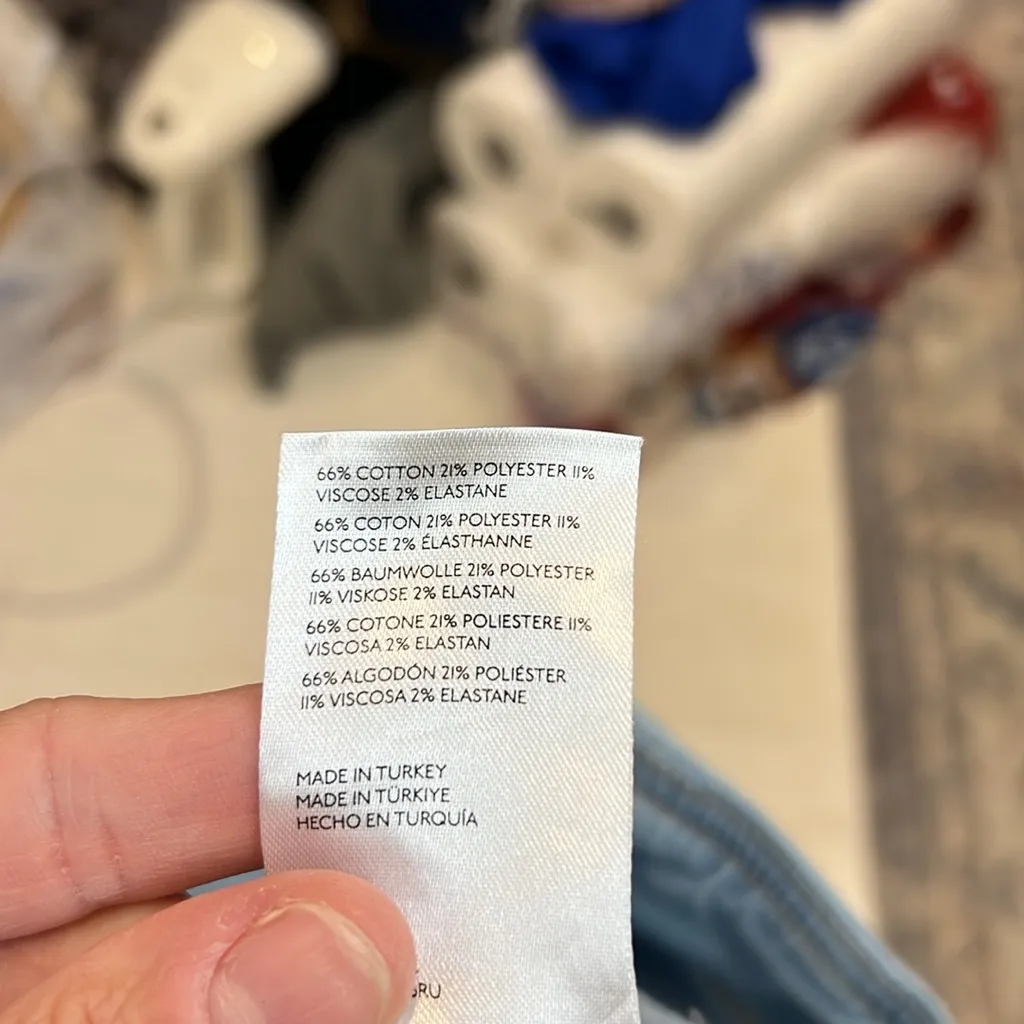 66% COTTON 21% POLYESTER 11%
VISCOSE 2% ELASTANE
66% COTON 21% POLYESTER 11%
VISCOSE 2% ÉLASTHANNE
66% BAUMWOLLE 21% POLYESTER
11% VISKOSE 2% ELASTAN
66% COTONE 21% POLIESTERE 11%
VISCOSA 2% ELASTAN
66% ALGODÓN 21% POLIÉSTER
11% VISCOSA 2% ELASTANE
MADE IN TURKEY
MADE IN TÜRKIYE
HECHO EN TURQUÍA